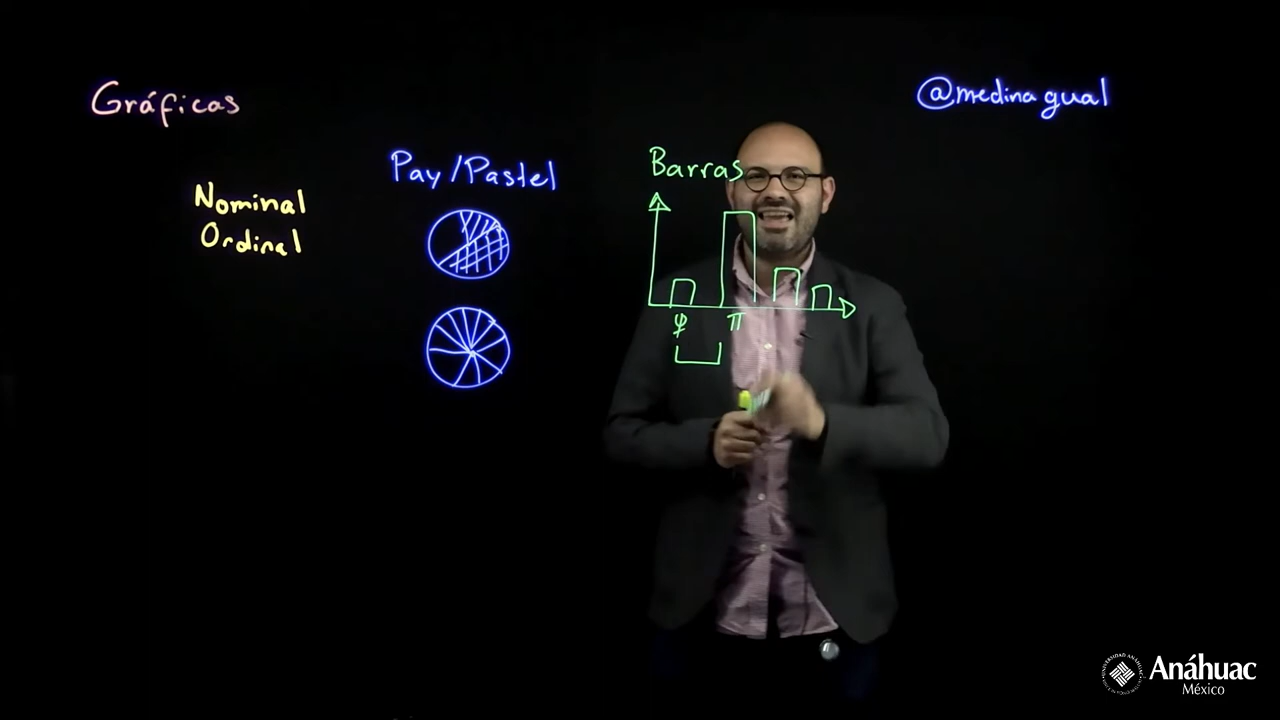 Gráficas
@medinagual
Pay/Pastel
Barras
Nominal
Ordinal
ψ π
Anáhuac
México